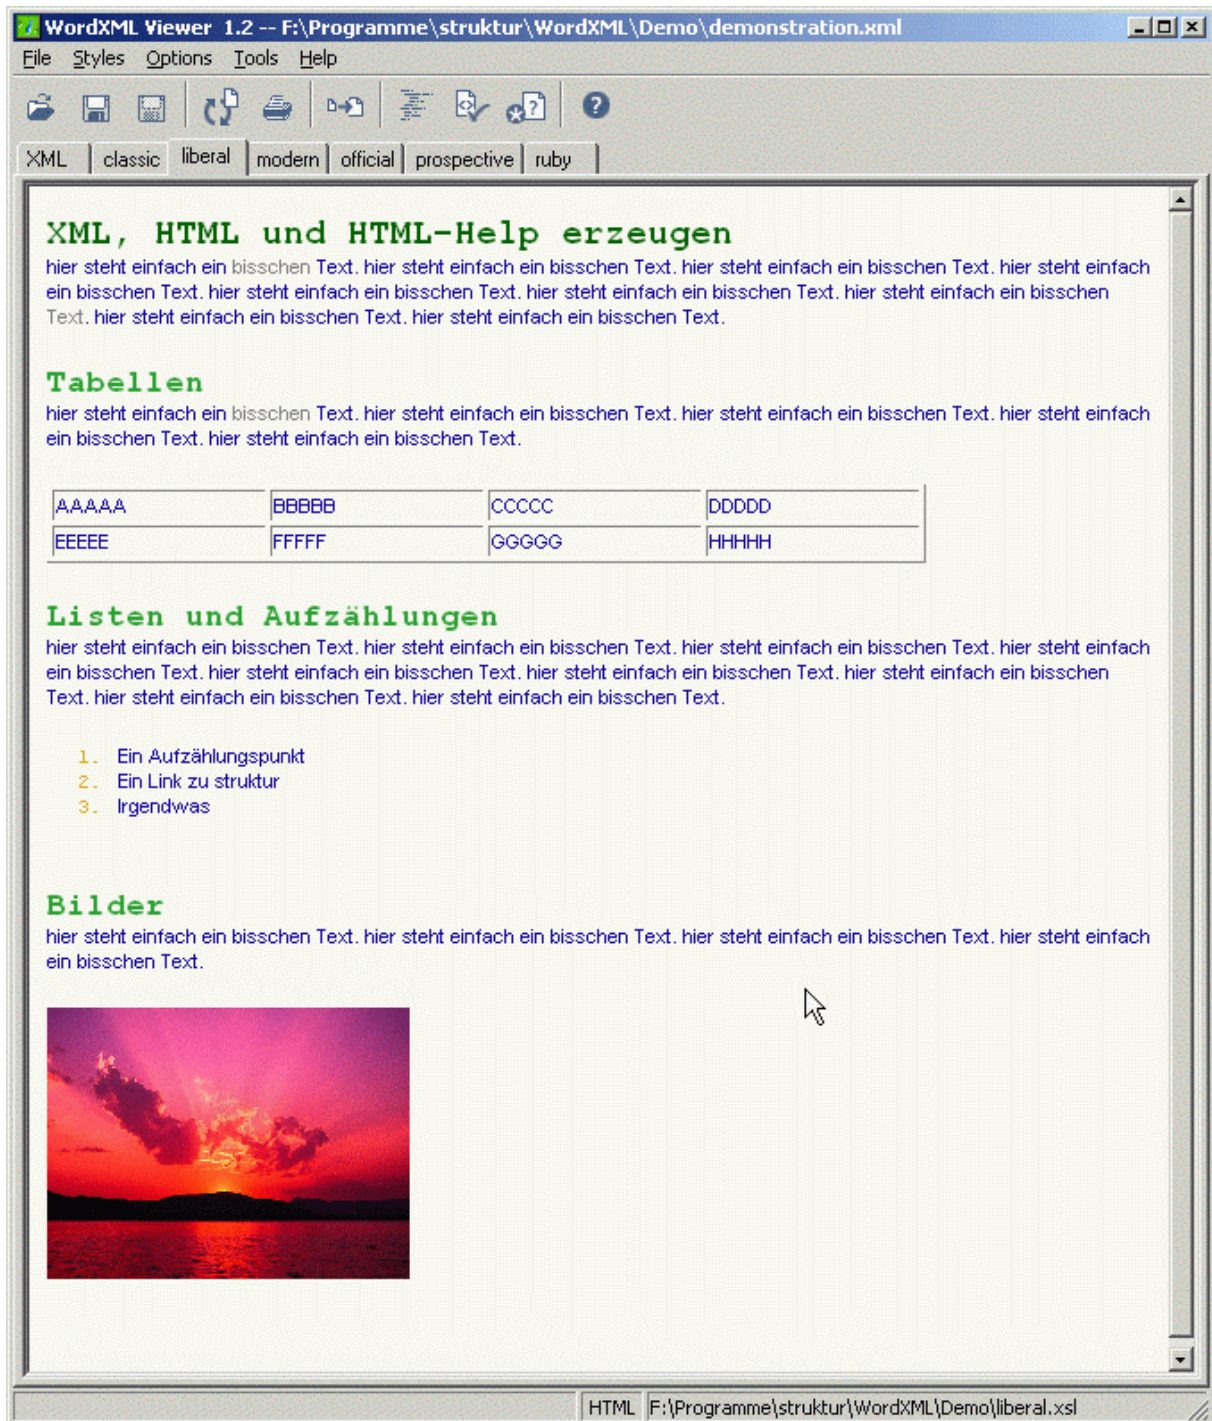 WordXML Viewer 1.2 -- F:\Programme\struktur\WordXML\Demo\demonstration.xml
File Styles Options Tools Help
XML classic liberal modern official prospective ruby
XML, HTML und HTML-Help erzeugen
hier steht einfach ein bisschen Text. hier steht einfach ein bisschen Text. hier steht einfach ein bisschen Text. hier steht einfach
ein bisschen Text. hier steht einfach ein bisschen Text. hier steht einfach ein bisschen Text. hier steht einfach ein bisschen
Text. hier steht einfach ein bisschen Text. hier steht einfach ein bisschen Text.
Tabellen
hier steht einfach ein bisschen Text. hier steht einfach ein bisschen Text. hier steht einfach ein bisschen Text. hier steht einfach
ein bisschen Text. hier steht einfach ein bisschen Text.
AAAAA BBBBB CCCCC DDDDD
EEEEE FFFFF GGGGG HHHHH
Listen und Aufzählungen
hier steht einfach ein bisschen Text. hier steht einfach ein bisschen Text. hier steht einfach ein bisschen Text. hier steht einfach
ein bisschen Text. hier steht einfach ein bisschen Text. hier steht einfach ein bisschen Text. hier steht einfach ein bisschen
Text. hier steht einfach ein bisschen Text. hier steht einfach ein bisschen Text.
1. Ein Aufzählungspunkt
2. Ein Link zu struktur
3. Irgendwas
Bilder
hier steht einfach ein bisschen Text. hier steht einfach ein bisschen Text. hier steht einfach ein bisschen Text. hier steht einfach
ein bisschen Text.
HTML F:\Programme\struktur\WordXML\Demo\liberal.xsl